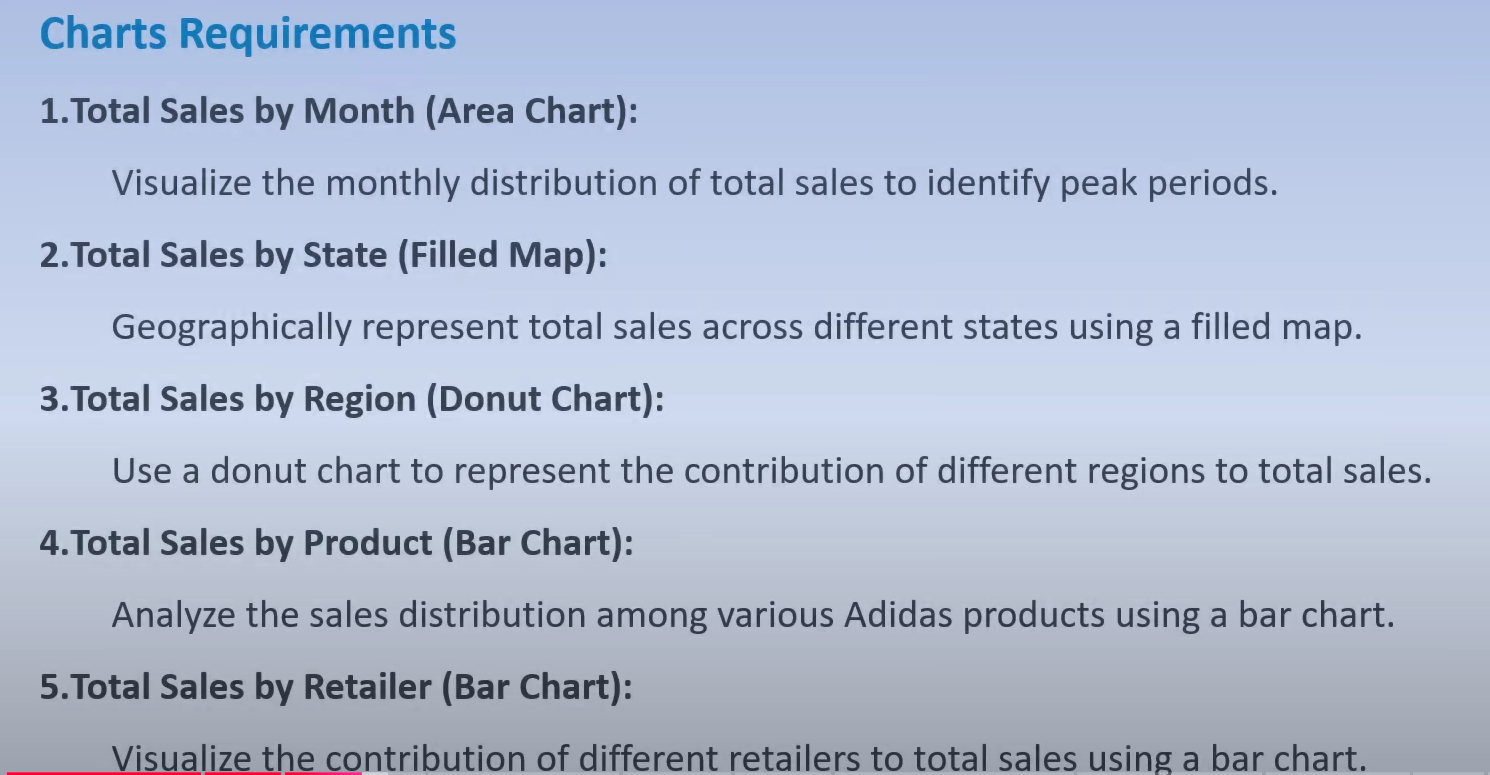 Charts Requirements
1.Total Sales by Month (Area Chart):
Visualize the monthly distribution of total sales to identify peak periods.
2.Total Sales by State (Filled Map):
Geographically represent total sales across different states using a filled map.
3.Total Sales by Region (Donut Chart):
Use a donut chart to represent the contribution of different regions to total sales.
4.Total Sales by Product (Bar Chart):
Analyze the sales distribution among various Adidas products using a bar chart.
5.Total Sales by Retailer (Bar Chart):
Visualize the contribution of different retailers to total sales using a bar chart.